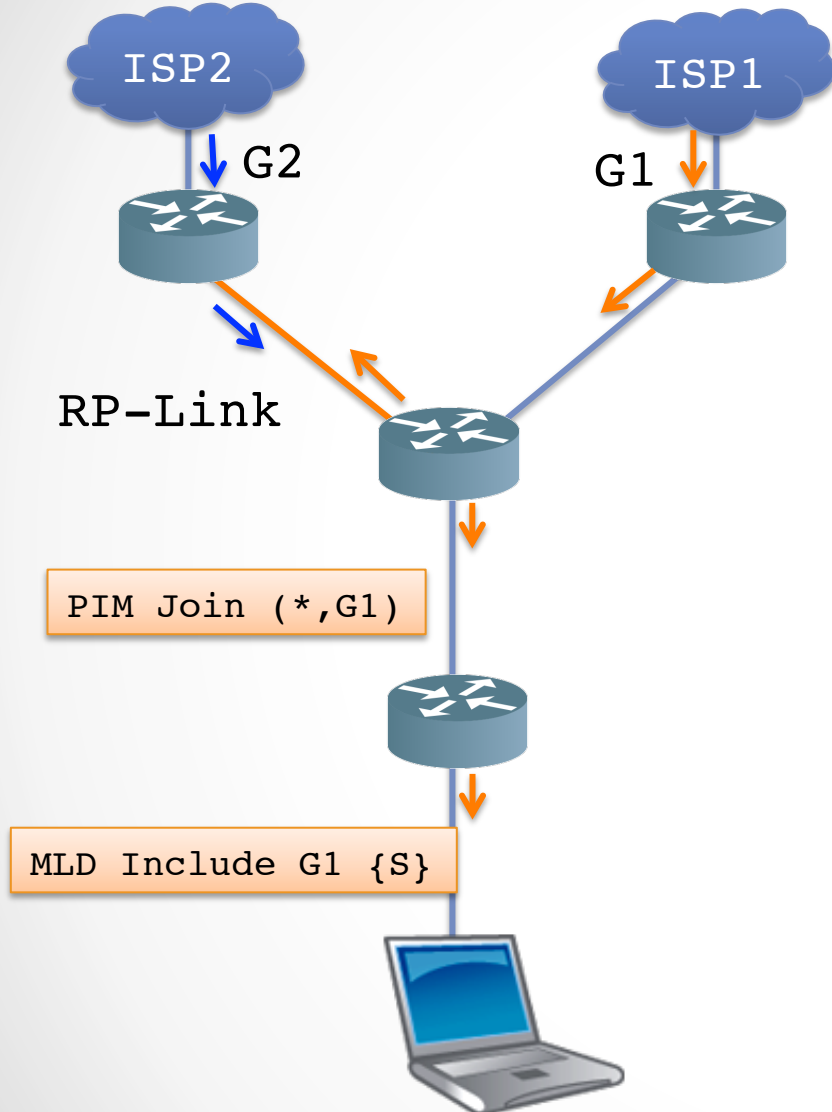 ISP2
ISP1
G2
G1
RP-Link
PIM Join (*,G1)
MLD Include G1 {S}